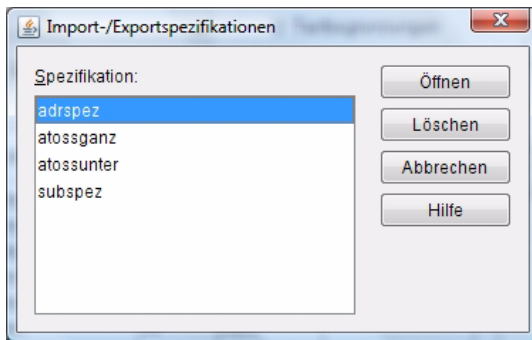 Import-/Exportspezifikationen
Spezifikation:
adrspez
atossganz
atossunter
subspez
Öffnen
Löschen
Abbrechen
Hilfe